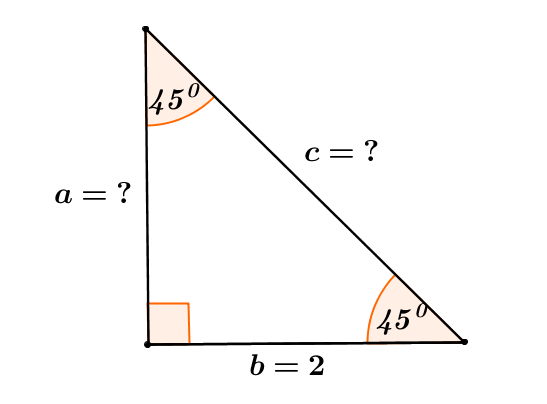 45⁰
c = ?
a = ?
45⁰
b = 2